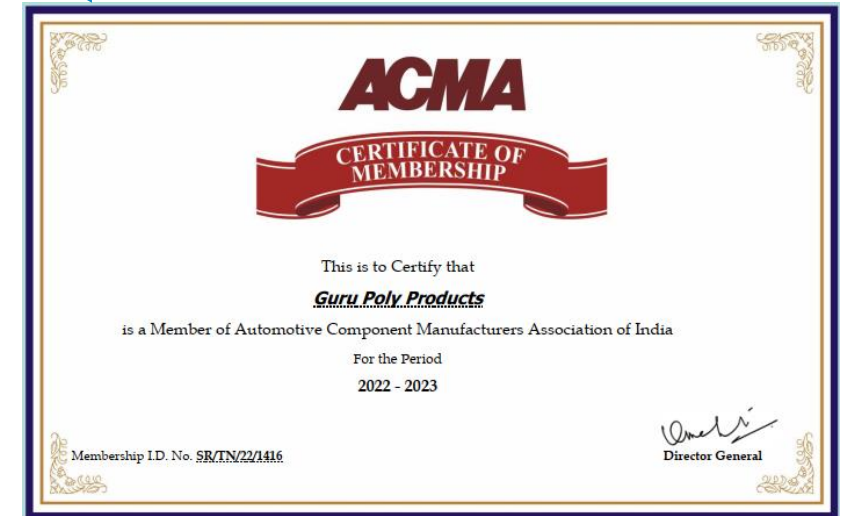 ACMA
CERTIFICATE OF
MEMBERSHIP
This is to Certify that
Guru Poly Products
is a Member of Automotive Component Manufacturers Association of India
For the Period
2022 - 2023
Membership I.D. No. SR/TN/22/1416
Director General